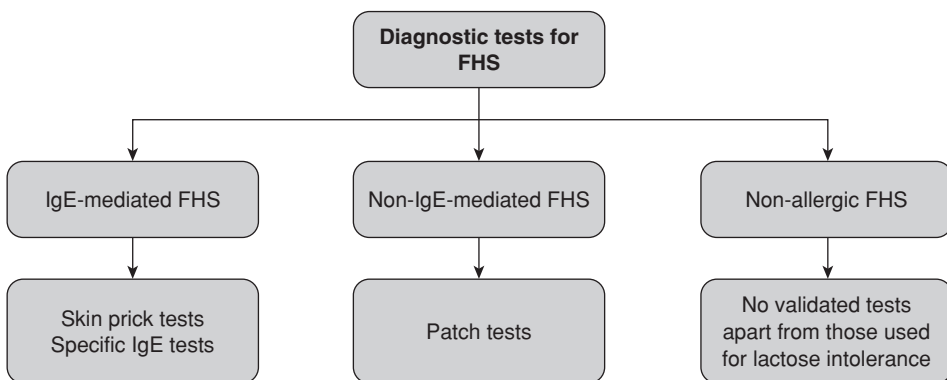 Diagnostic tests for
FHS
IgE-mediated FHS
Non-IgE-mediated FHS
Non-allergic FHS
Skin prick tests
Specific IgE tests
Patch tests
No validated tests
apart from those used
for lactose intolerance